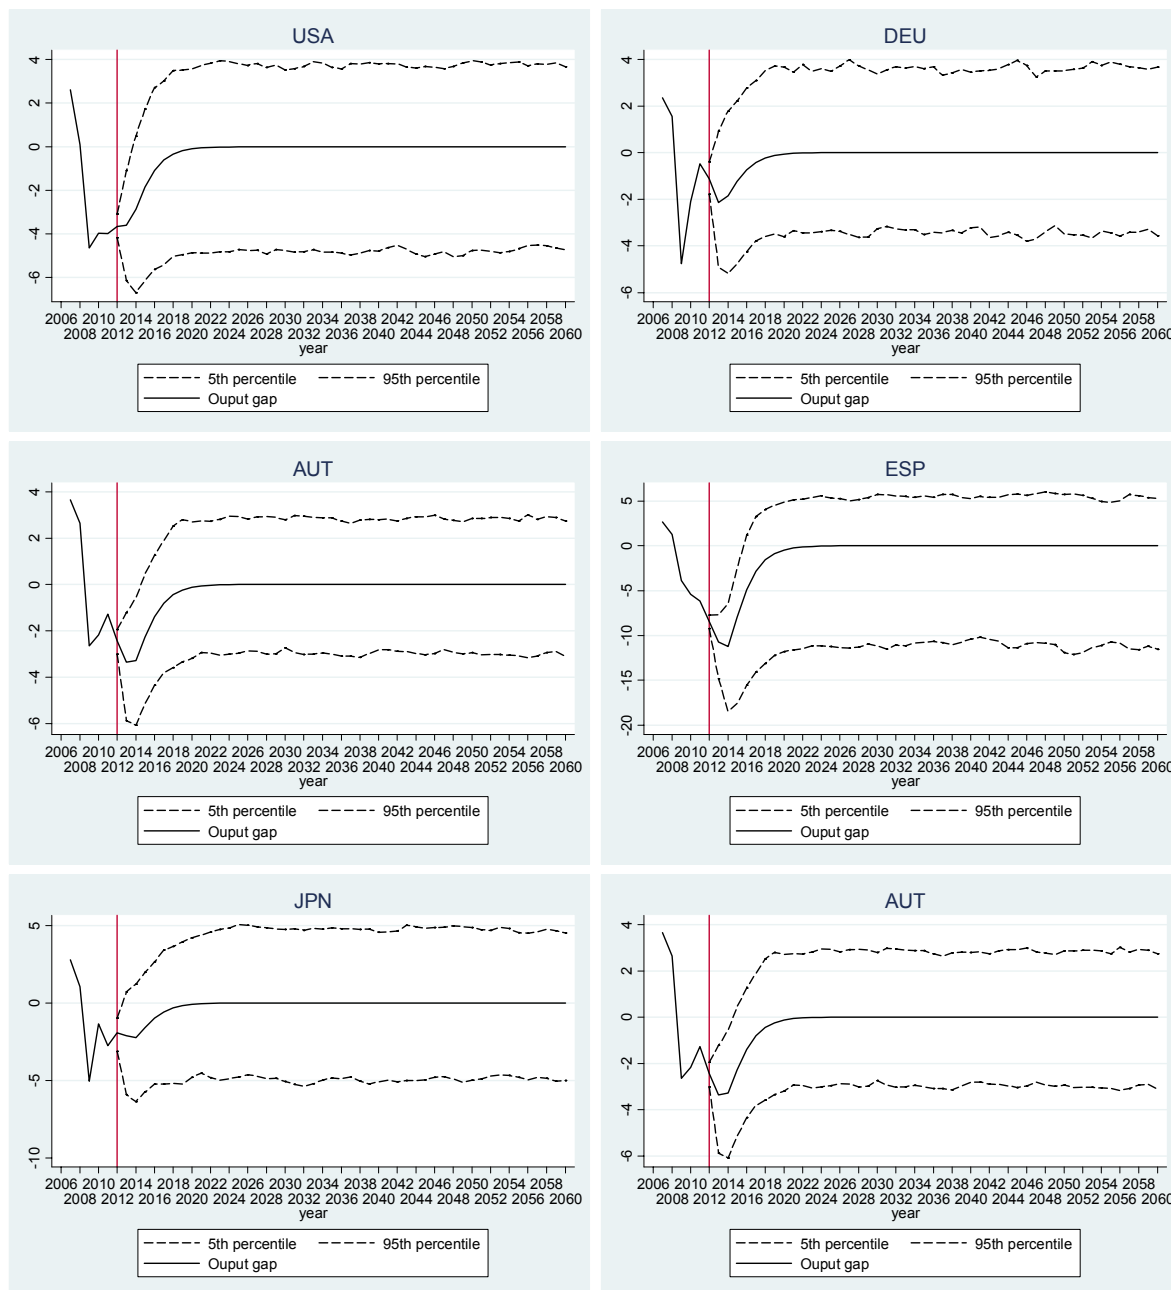 USA
4
2
0
-2
-4
-6
2006 2010 2014 2018 2022 2026 2030 2034 2038 2042 2046 2050 2054 2058
2008 2012 2016 2020 2024 2028 2032 2036 2040 2044 2048 2052 2056 2060
year
5th percentile 95th percentile
Ouput gap
DEU
4
2
0
-2
-4
-6
2006 2010 2014 2018 2022 2026 2030 2034 2038 2042 2046 2050 2054 2058
2008 2012 2016 2020 2024 2028 2032 2036 2040 2044 2048 2052 2056 2060
year
5th percentile 95th percentile
Ouput gap
AUT
4
2
0
-2
-4
-6
2006 2010 2014 2018 2022 2026 2030 2034 2038 2042 2046 2050 2054 2058
2008 2012 2016 2020 2024 2028 2032 2036 2040 2044 2048 2052 2056 2060
year
5th percentile 95th percentile
Ouput gap
ESP
5
0
-5
-10
-15
-20
2006 2010 2014 2018 2022 2026 2030 2034 2038 2042 2046 2050 2054 2058
2008 2012 2016 2020 2024 2028 2032 2036 2040 2044 2048 2052 2056 2060
year
5th percentile 95th percentile
Ouput gap
JPN
5
0
-5
-10
2006 2010 2014 2018 2022 2026 2030 2034 2038 2042 2046 2050 2054 2058
2008 2012 2016 2020 2024 2028 2032 2036 2040 2044 2048 2052 2056 2060
year
5th percentile 95th percentile
Ouput gap
AUT
4
2
0
-2
-4
-6
2006 2010 2014 2018 2022 2026 2030 2034 2038 2042 2046 2050 2054 2058
2008 2012 2016 2020 2024 2028 2032 2036 2040 2044 2048 2052 2056 2060
year
5th percentile 95th percentile
Ouput gap